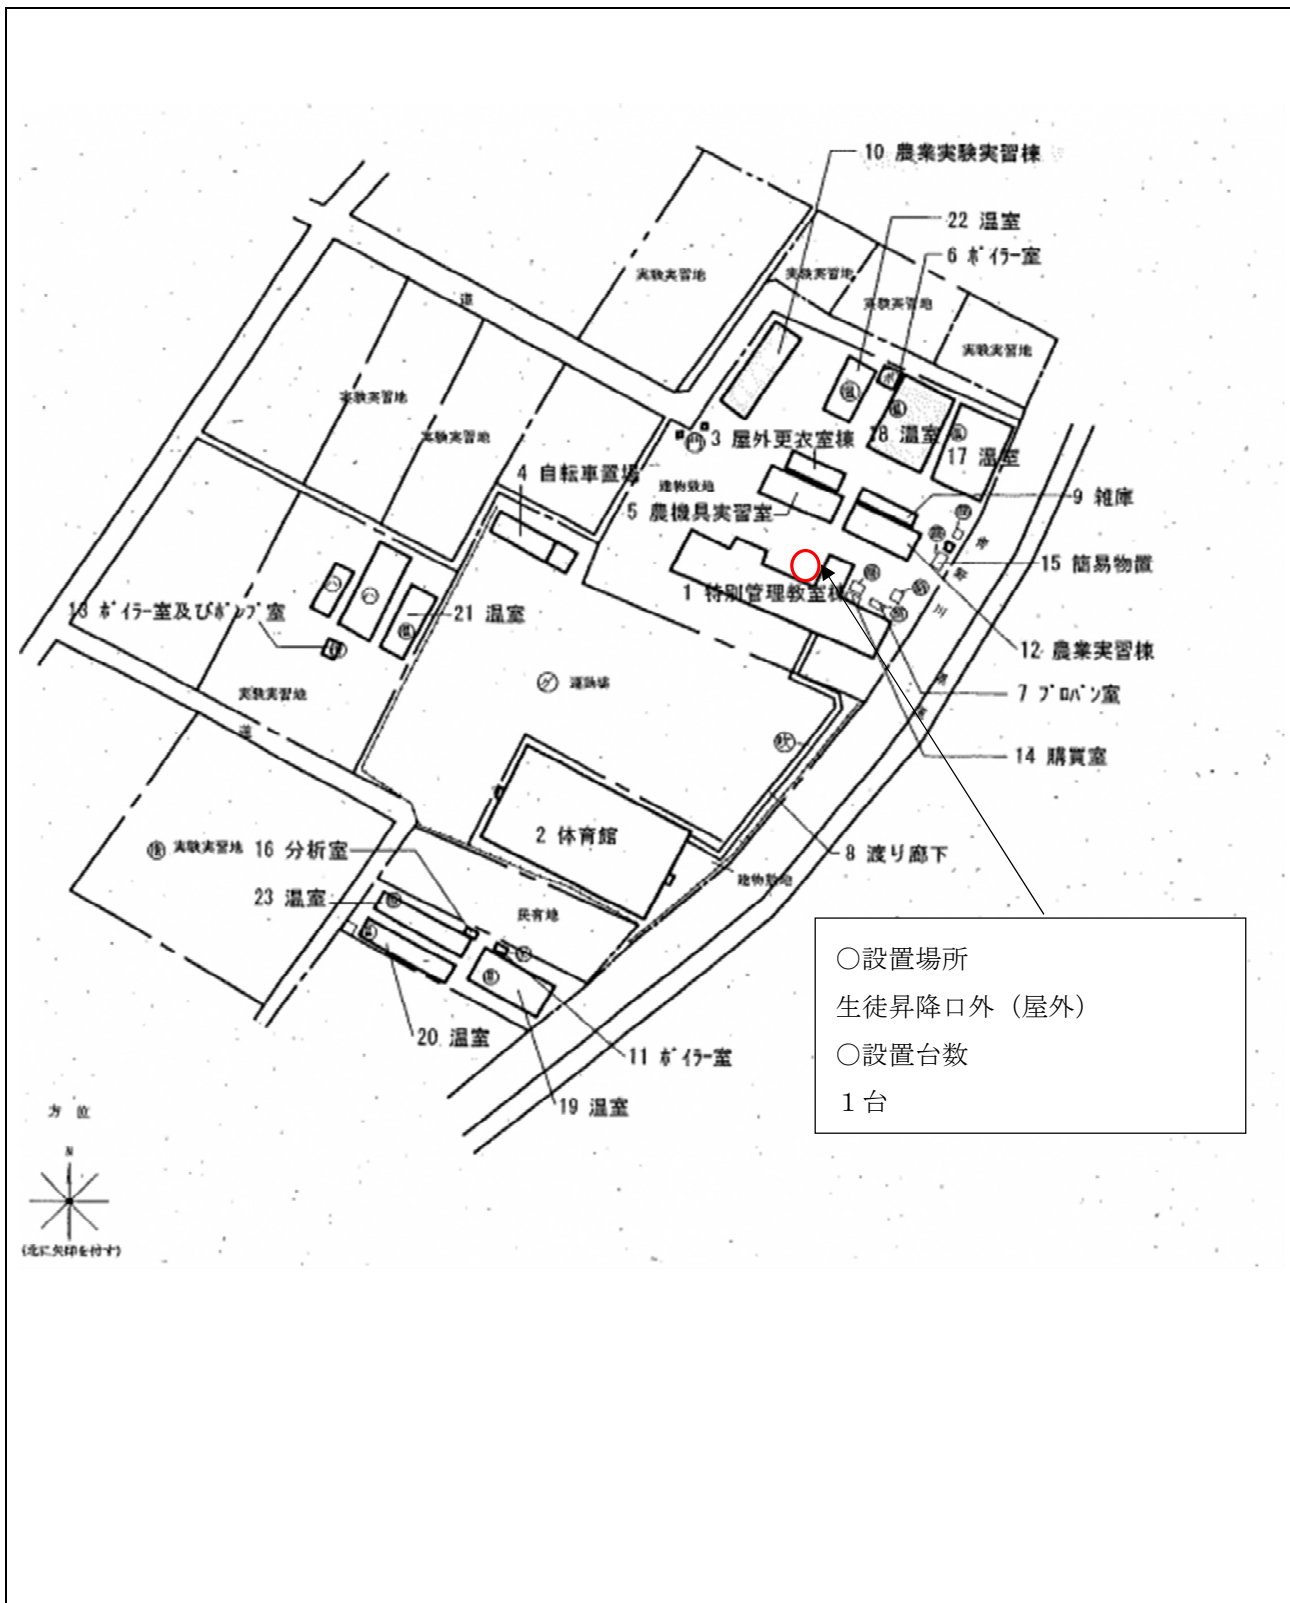 10 農業実験実習棟
22 温室
6 ﾎﾞｲﾗｰ室
実験実習地
実験実習地
実験実習地
実験実習地
道
実験実習地
実験実習地
3 屋外更衣室棟
18 温室
17 温室
4 自転車置場
建物敷地
5 農機具実習室
9 雑庫
15 簡易物置
1 特別管理教室棟
川
13 ﾎﾞｲﾗｰ室及びﾎﾟﾝﾌﾟ室
21 温室
12 農業実習棟
7 ﾌﾟﾛﾊﾟﾝ室
実験実習地
グ 運動場
道
14 購買室
2 体育館
実験実習地
16 分析室
8 渡り廊下
建物敷地
23 温室
民有地
20 温室
11 ﾎﾞｲﾗｰ室
19 温室
○設置場所
生徒昇降口外（屋外）
○設置台数
１台
方 位
N
(北に矢印を付す)